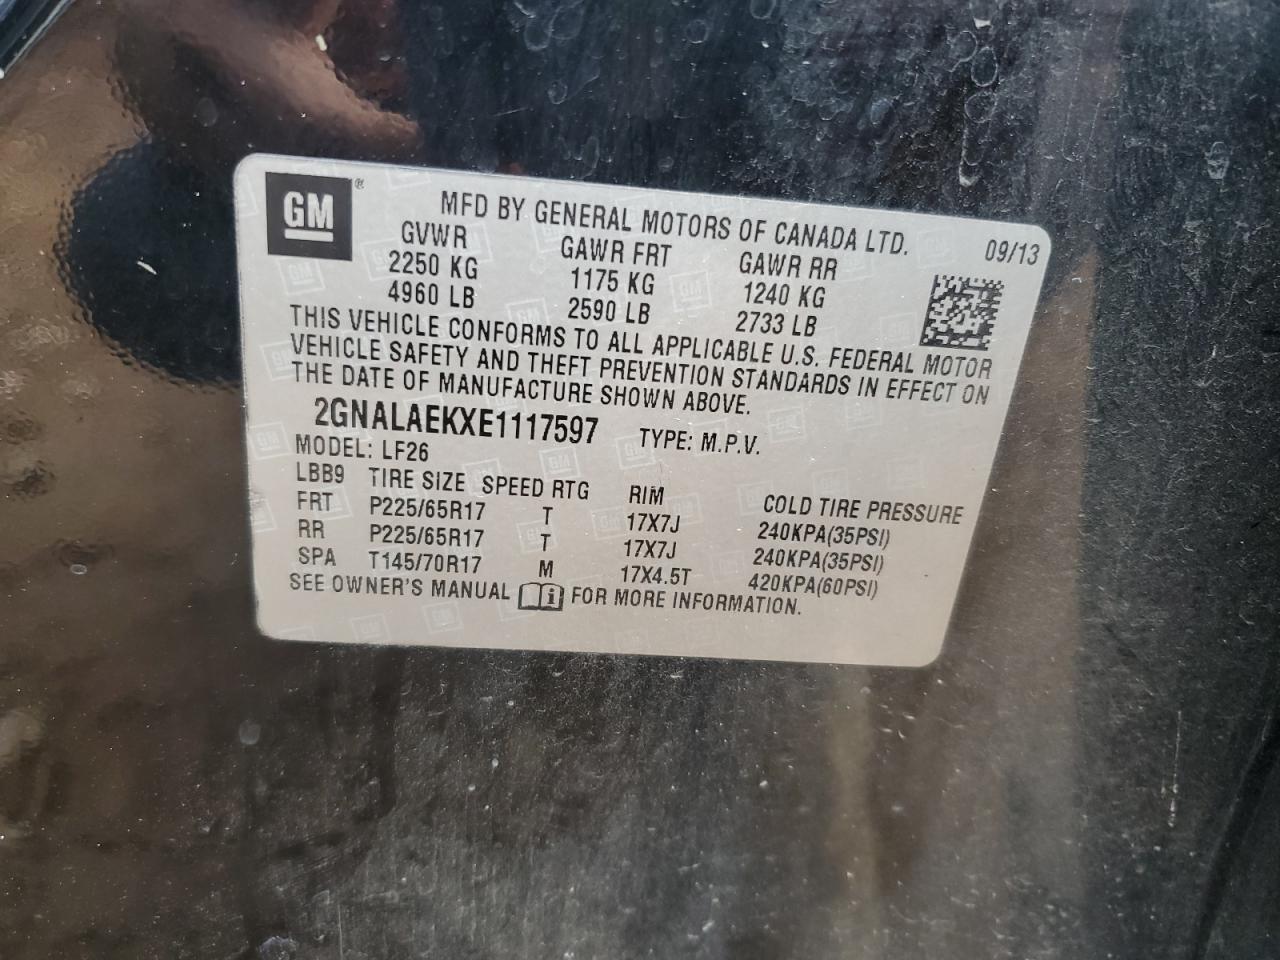 GM ®
MFD BY GENERAL MOTORS OF CANADA LTD. 09/13
GVWR GAWR FRT GAWR RR
2250 KG 1175 KG 1240 KG
4960 LB 2590 LB 2733 LB
THIS VEHICLE CONFORMS TO ALL APPLICABLE U.S. FEDERAL MOTOR
VEHICLE SAFETY AND THEFT PREVENTION STANDARDS IN EFFECT ON
THE DATE OF MANUFACTURE SHOWN ABOVE.
2GNALAEKXE1117597 TYPE: M.P.V.
MODEL: LF26
LBB9 TIRE SIZE SPEED RTG RIM COLD TIRE PRESSURE
FRT P225/65R17 T 17X7J 240KPA(35PSI)
RR P225/65R17 T 17X7J 240KPA(35PSI)
SPA T145/70R17 M 17X4.5T 420KPA(60PSI)
SEE OWNER'S MANUAL i FOR MORE INFORMATION.